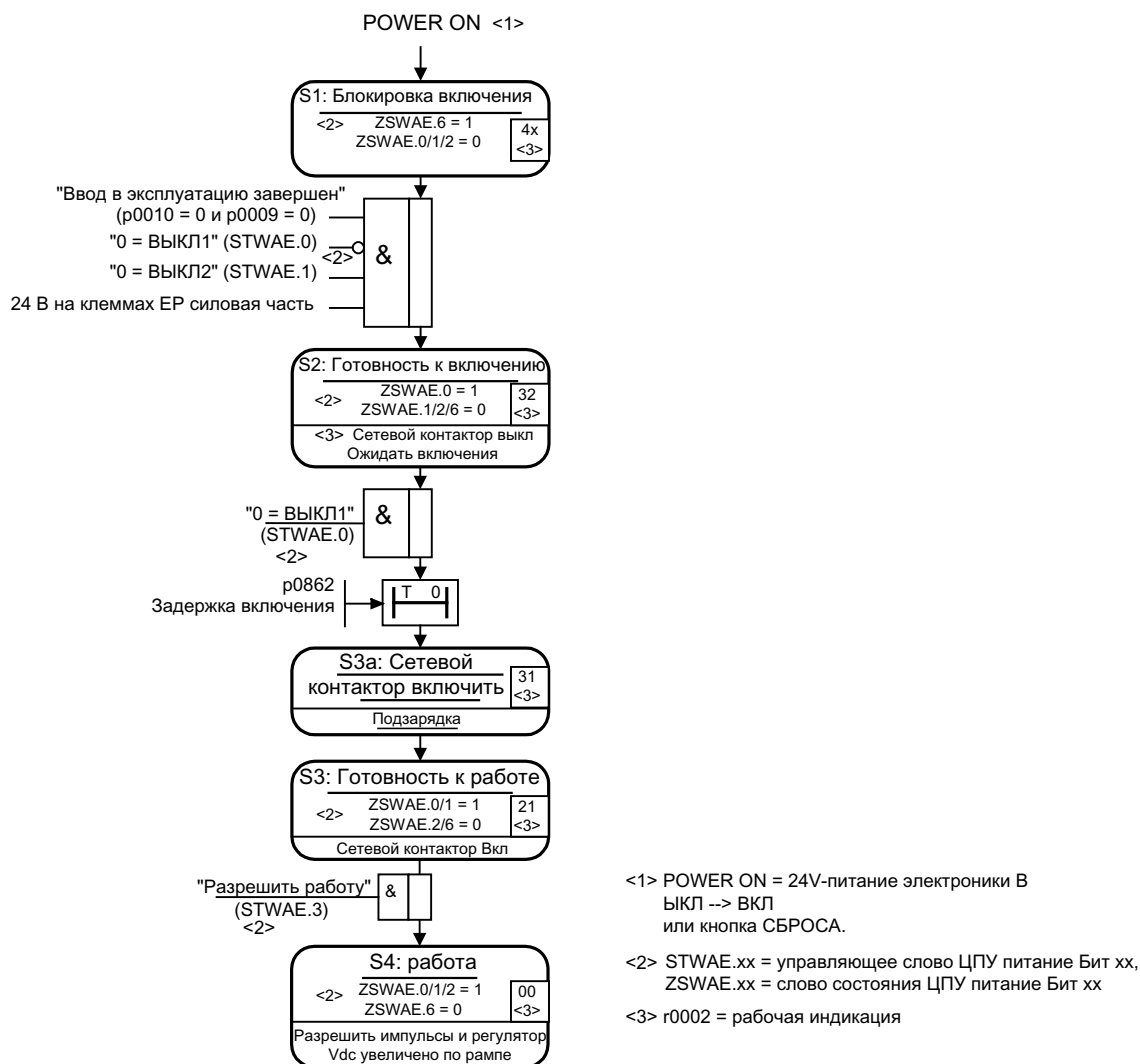 POWER ON <1>
S1: Блокировка включения
<2> ZSWAE.6 = 1
ZSWAE.0/1/2 = 0
4x
<3>
"Ввод в эксплуатацию завершен"
(p0010 = 0 и p0009 = 0)
"0 = ВЫКЛ1" (STWAE.0)
<2>
&
"0 = ВЫКЛ2" (STWAE.1)
24 В на клеммах EP силовая часть
S2: Готовность к включению
<2> ZSWAE.0 = 1
ZSWAE.1/2/6 = 0
32
<3>
<3> Сетевой контактор выкл
Ожидать включения
"0 = ВЫКЛ1"
(STWAE.0)
<2>
&
p0862
Задержка включения
T 0
S3a: Сетевой
контактор включить
31
<3>
Подзарядка
S3: Готовность к работе
<2> ZSWAE.0/1 = 1
ZSWAE.2/6 = 0
21
<3>
Сетевой контактор Вкл
"Разрешить работу"
(STWAE.3)
<2>
&
S4: работа
<2> ZSWAE.0/1/2 = 1
ZSWAE.6 = 0
00
<3>
Разрешить импульсы и регулятор
Vdc увеличено по рампе
<1> POWER ON = 24V-питание электроники В
ЫКЛ --> ВКЛ
или кнопка СБРОСА.
<2> STWAE.xx = управляющее слово ЦПУ питание Бит xx,
ZSWAE.xx = слово состояния ЦПУ питание Бит xx
<3> r0002 = рабочая индикация